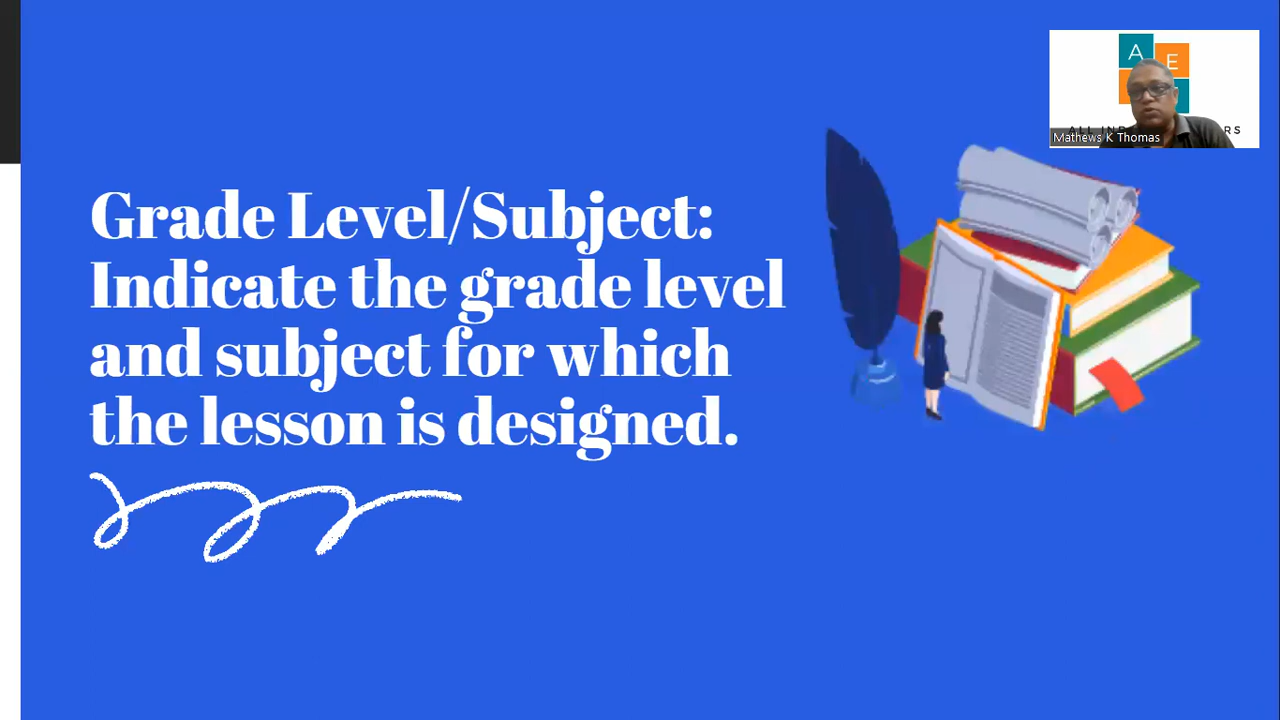 A
E
Mathews K Thomas
Grade Level/Subject:
Indicate the grade level
and subject for which
the lesson is designed.